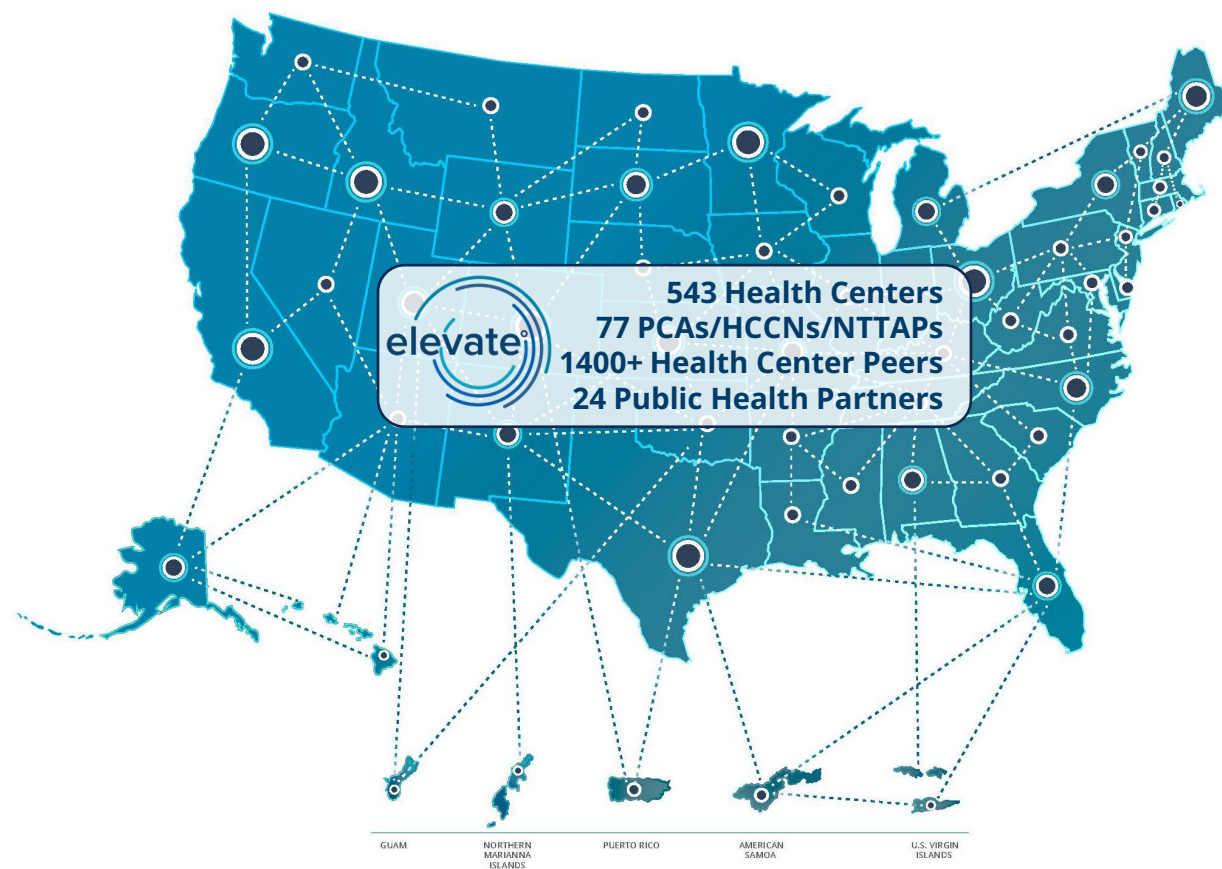 elevate
543 Health Centers
77 PCAs/HCCNs/NTTAPs
1400+ Health Center Peers
24 Public Health Partners
GUAM
NORTHERN
MARIANNA
ISLANDS
PUERTO RICO
AMERICAN
SAMOA
U.S. VIRGIN
ISLANDS